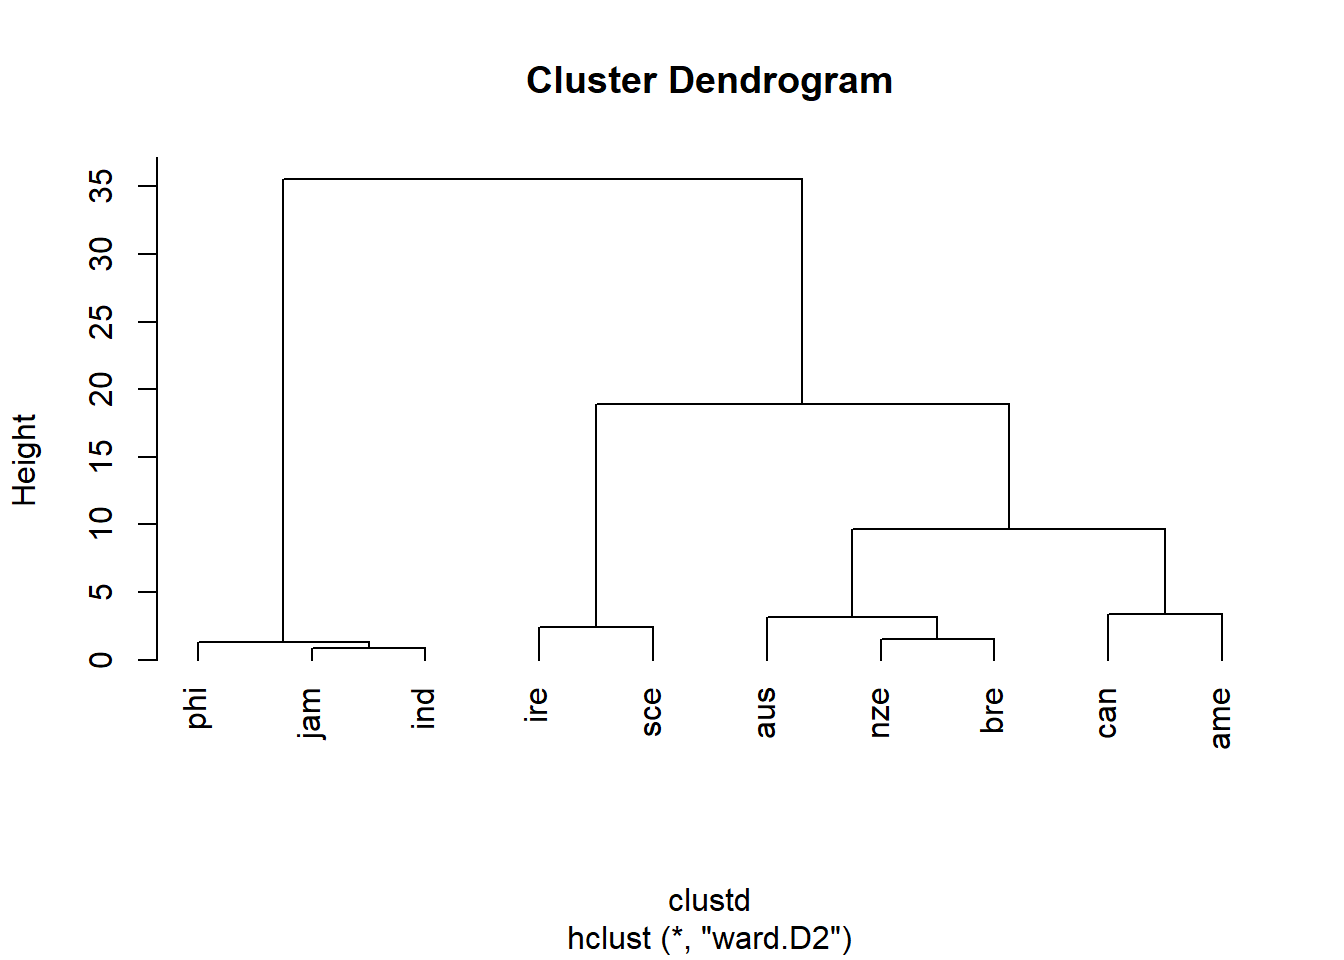 Cluster Dendrogram
Height
35
30
25
20
15
10
5
0
phi
jam
ind
ire
sce
aus
nze
bre
can
ame
clustd
hclust (*, "ward.D2")